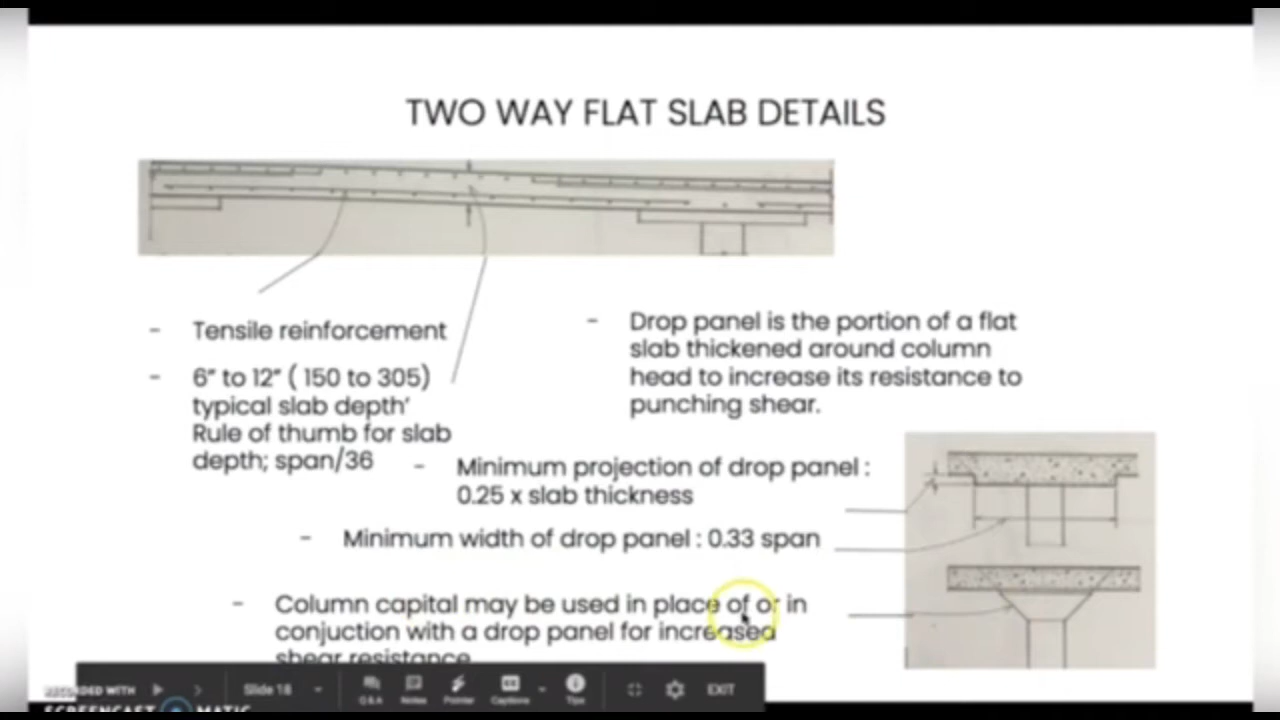 TWO WAY FLAT SLAB DETAILS
- Tensile reinforcement
- 6” to 12” ( 150 to 305)
typical slab depth’
Rule of thumb for slab
depth; span/36
- Drop panel is the portion of a flat
slab thickened around column
head to increase its resistance to
punching shear.
- Minimum projection of drop panel :
0.25 x slab thickness
- Minimum width of drop panel : 0.33 span
- Column capital may be used in place of or in
conjuction with a drop panel for increased
shear resistance
RECORDED WITH
SCREENCAST MATIC
Slide 18
Q&A
Notes
Pointer
Captions
Tips
EXIT